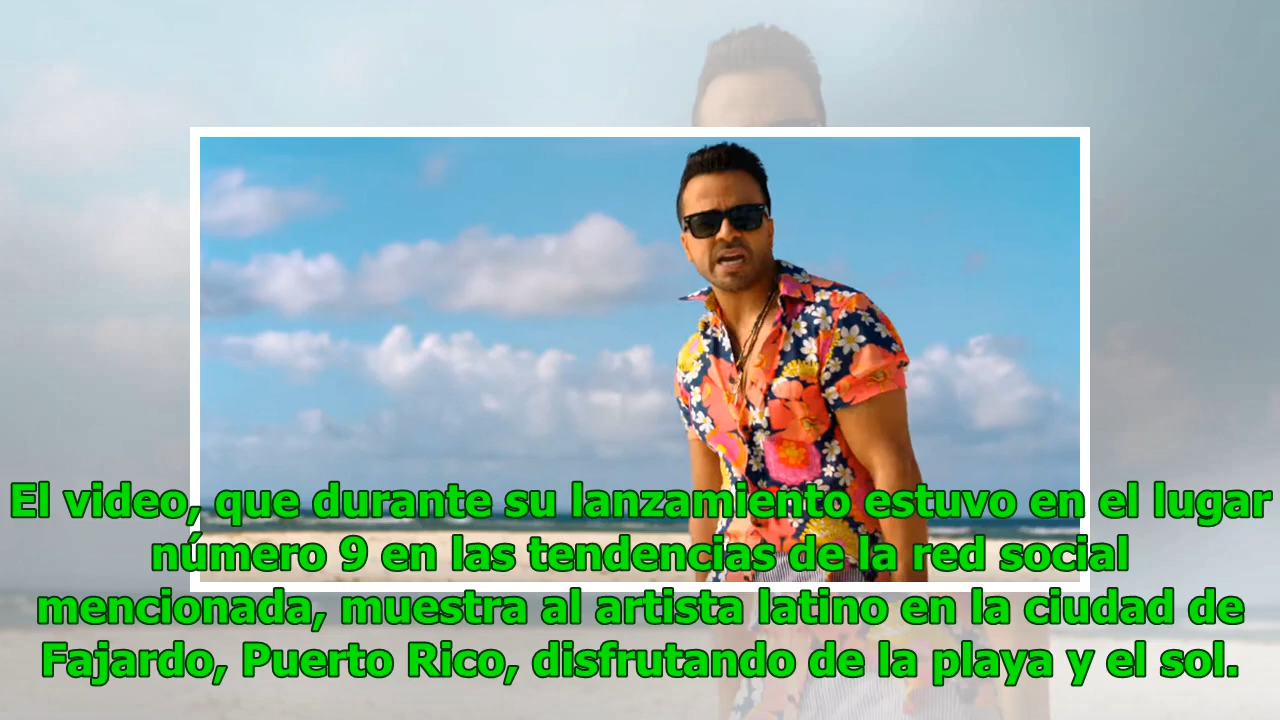 El video, que durante su lanzamiento estuvo en el lugar
número 9 en las tendencias de la red social
mencionada, muestra al artista latino en la ciudad de
Fajardo, Puerto Rico, disfrutando de la playa y el sol.